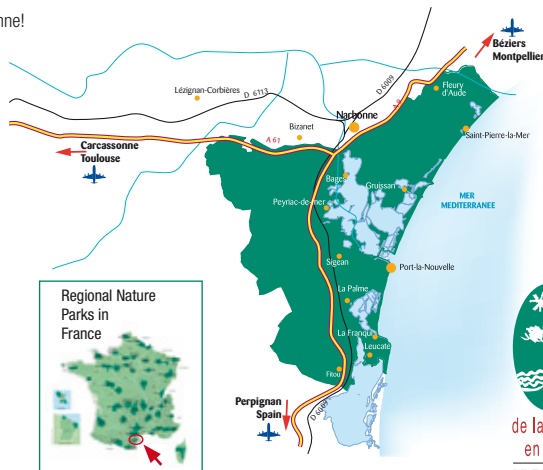 nne!
Béziers
Montpellier
Fleury
d'Aude
Lézignan-Corbières
D 6113
D 6009
Narbonne
A 9
Saint-Pierre-la-Mer
Bizanet
A 61
Carcassonne
Toulouse
Bages
Gruissan
MER
MEDITERRANEE
Peyriac-de-mer
Sigean
Port-la-Nouvelle
La Palme
La Franqui
Leucate
Fitou
Regional Nature
Parks in
France
Perpignan
Spain
D 6009
de la
en